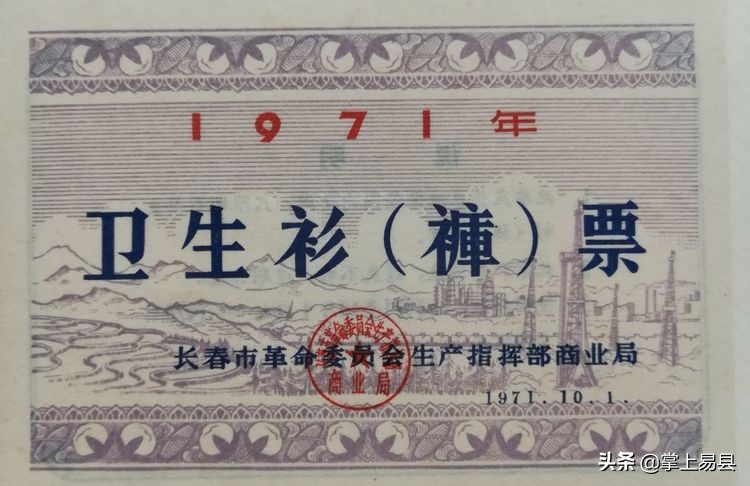 1971年
卫生衫(裤)票
长春市革命委员会生产指挥部商业局
商业局
1971.10.1.
头条 @掌上易县